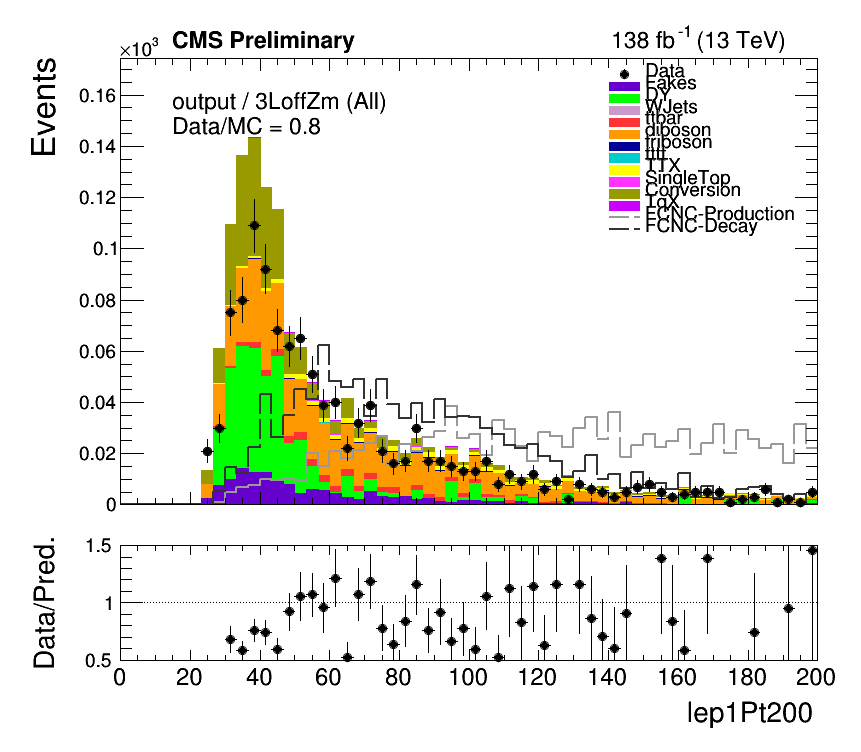 ×10³ CMS Preliminary 138 fb⁻¹ (13 TeV)
Events
output / 3LoffZm (All)
Data/MC = 0.8
Data
Fakes
DY
WJets
ttbar
diboson
triboson
tttt
TTX
SingleTop
Conversion
TqX
FCNC-Production
FCNC-Decay
0.16
0.14
0.12
0.1
0.08
0.06
0.04
0.02
0
Data/Pred.
1.5
1
0.5
0 20 40 60 80 100 120 140 160 180 200
lep1Pt200